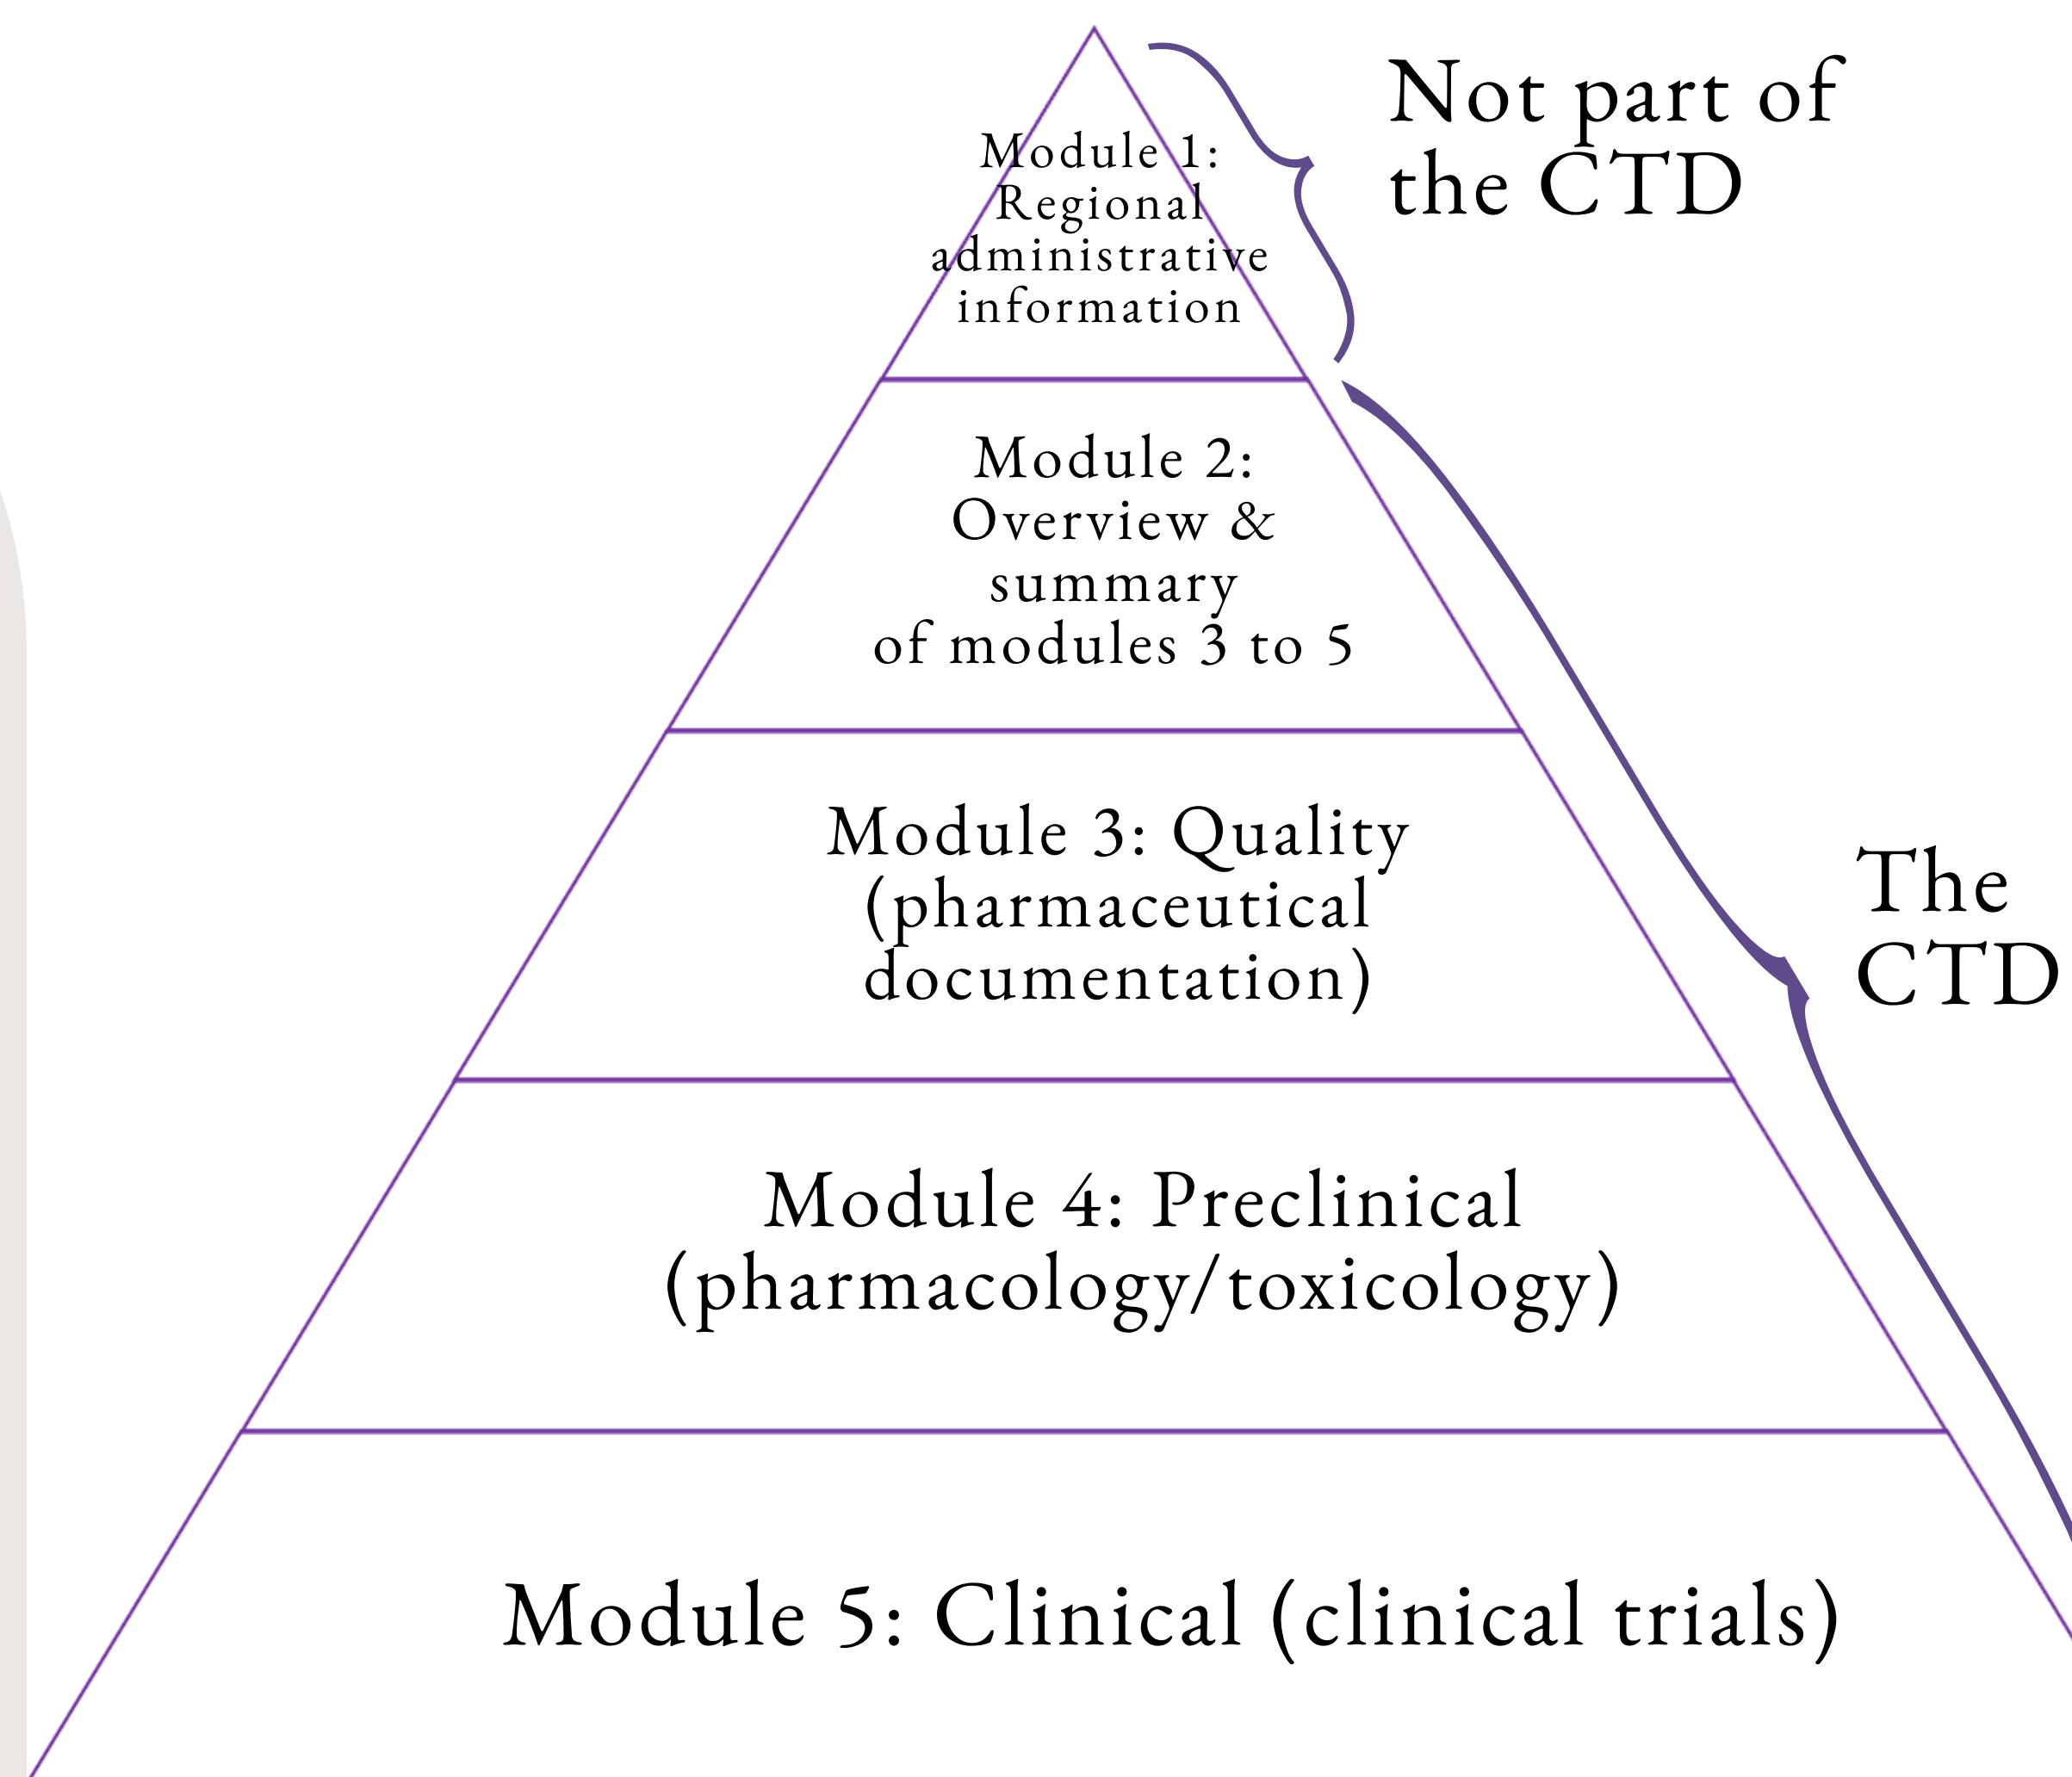 Not part of
the CTD
Module 1:
Regional
administrative
information
Module 2:
Overview &
summary
of modules 3 to 5
Module 3: Quality
(pharmaceutical
documentation)
The
CTD
Module 4: Preclinical
(pharmacology/toxicology)
Module 5: Clinical (clinical trials)